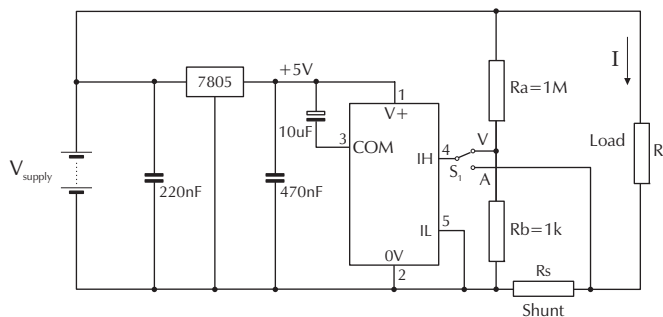 7805
+5V
I
Ra=1M
1
V+
10uF
3
COM
IH
4
V
S₁
A
Load
R
Vsupply
220nF
470nF
IL
5
Rb=1k
0V
2
Rs
Shunt